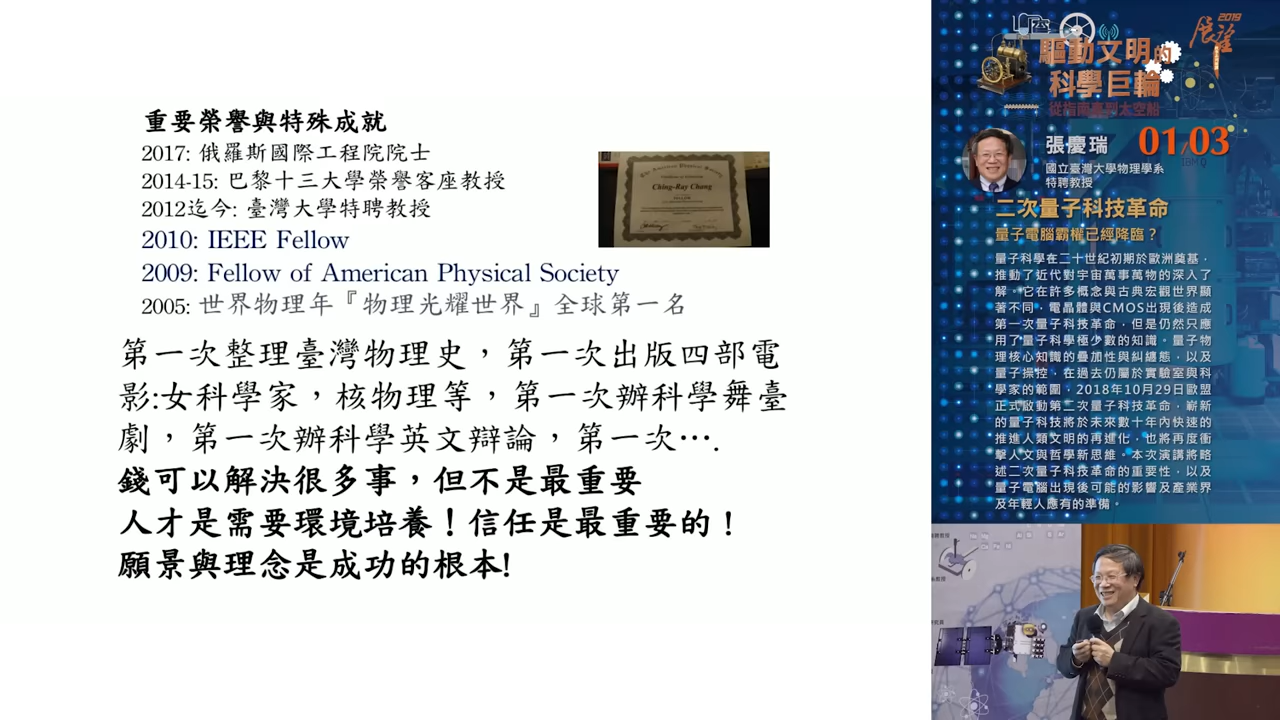 重要榮譽與特殊成就
2017: 俄羅斯國際工程院院士
2014-15: 巴黎十三大學榮譽客座教授
2012迄今: 臺灣大學特聘教授
2010: IEEE Fellow
2009: Fellow of American Physical Society
2005: 世界物理年『物理光耀世界』全球第一名
第一次整理臺灣物理史，第一次出版四部電
影:女科學家，核物理等，第一次辦科學舞臺
劇，第一次辦科學英文辯論，第一次⋯.
錢可以解決很多事，但不是最重要
人才是需要環境培養！信任是最重要的！
願景與理念是成功的根本!
Ching-Ray Chang
2019
展望
驅動文明的
科學巨輪
從指南車到太空船
張慶瑞
01/03
國立臺灣大學物理學系
特聘教授
二次量子科技革命
量子電腦霸權已經降臨？
量子科學在二十世紀初期於歐洲奠基，
推動了近代對宇宙萬事萬物的深入了
解。它在許多概念與古典宏觀世界顯
著不同，電晶體與CMOS出現後造成
第一次量子科技革命，但是仍然只應
用了量子科學極少數的知識。量子物
理核心知識的疊加性與糾纏態，以及
量子操控，在過去仍屬於實驗室與科
學家的範圍，2018年10月29日歐盟
正式啟動第二次量子科技革命，嶄新
的量子科技將於未來數十年內快速的
推進人類文明的再進化，也將再度衝
擊人文與哲學新思維。本次演講將略
述二次量子科技革命的重要性，以及
量子電腦出現後可能的影響及產業界
及年輕人應有的準備。